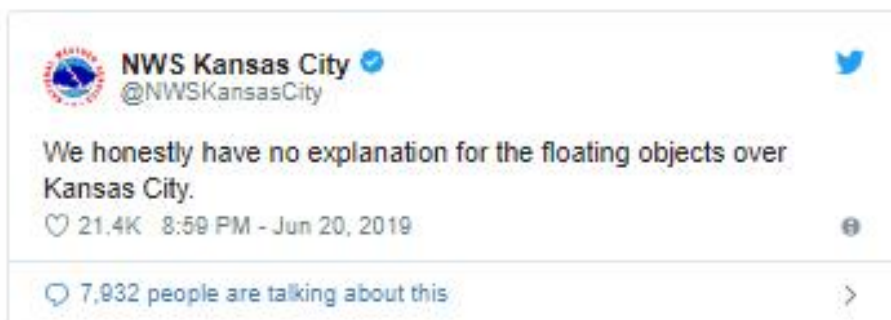 NWS Kansas City
@NWSKansasCity
We honestly have no explanation for the floating objects over
Kansas City.
21.4K 8:59 PM - Jun 20, 2019
7,932 people are talking about this